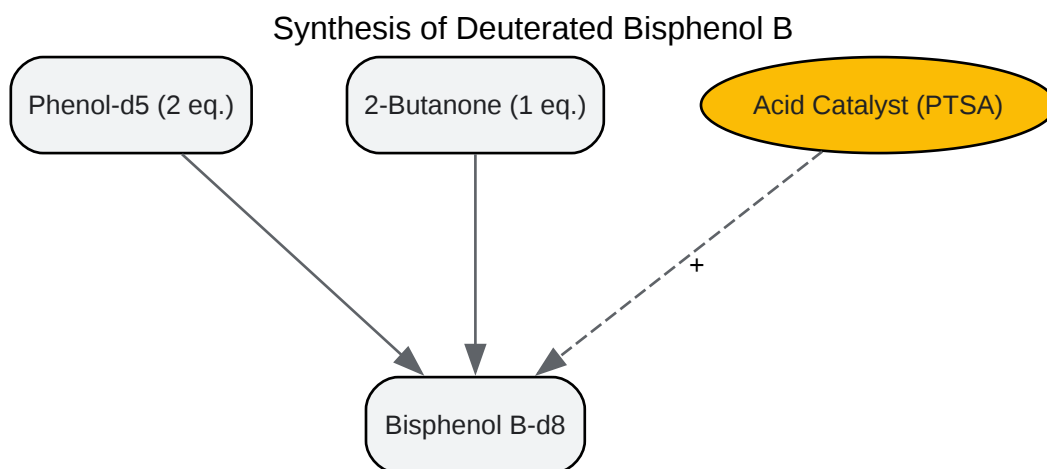 Synthesis of Deuterated Bisphenol B
Phenol-d5 (2 eq.)
2-Butanone (1 eq.)
Acid Catalyst (PTSA)
+
Bisphenol B-d8